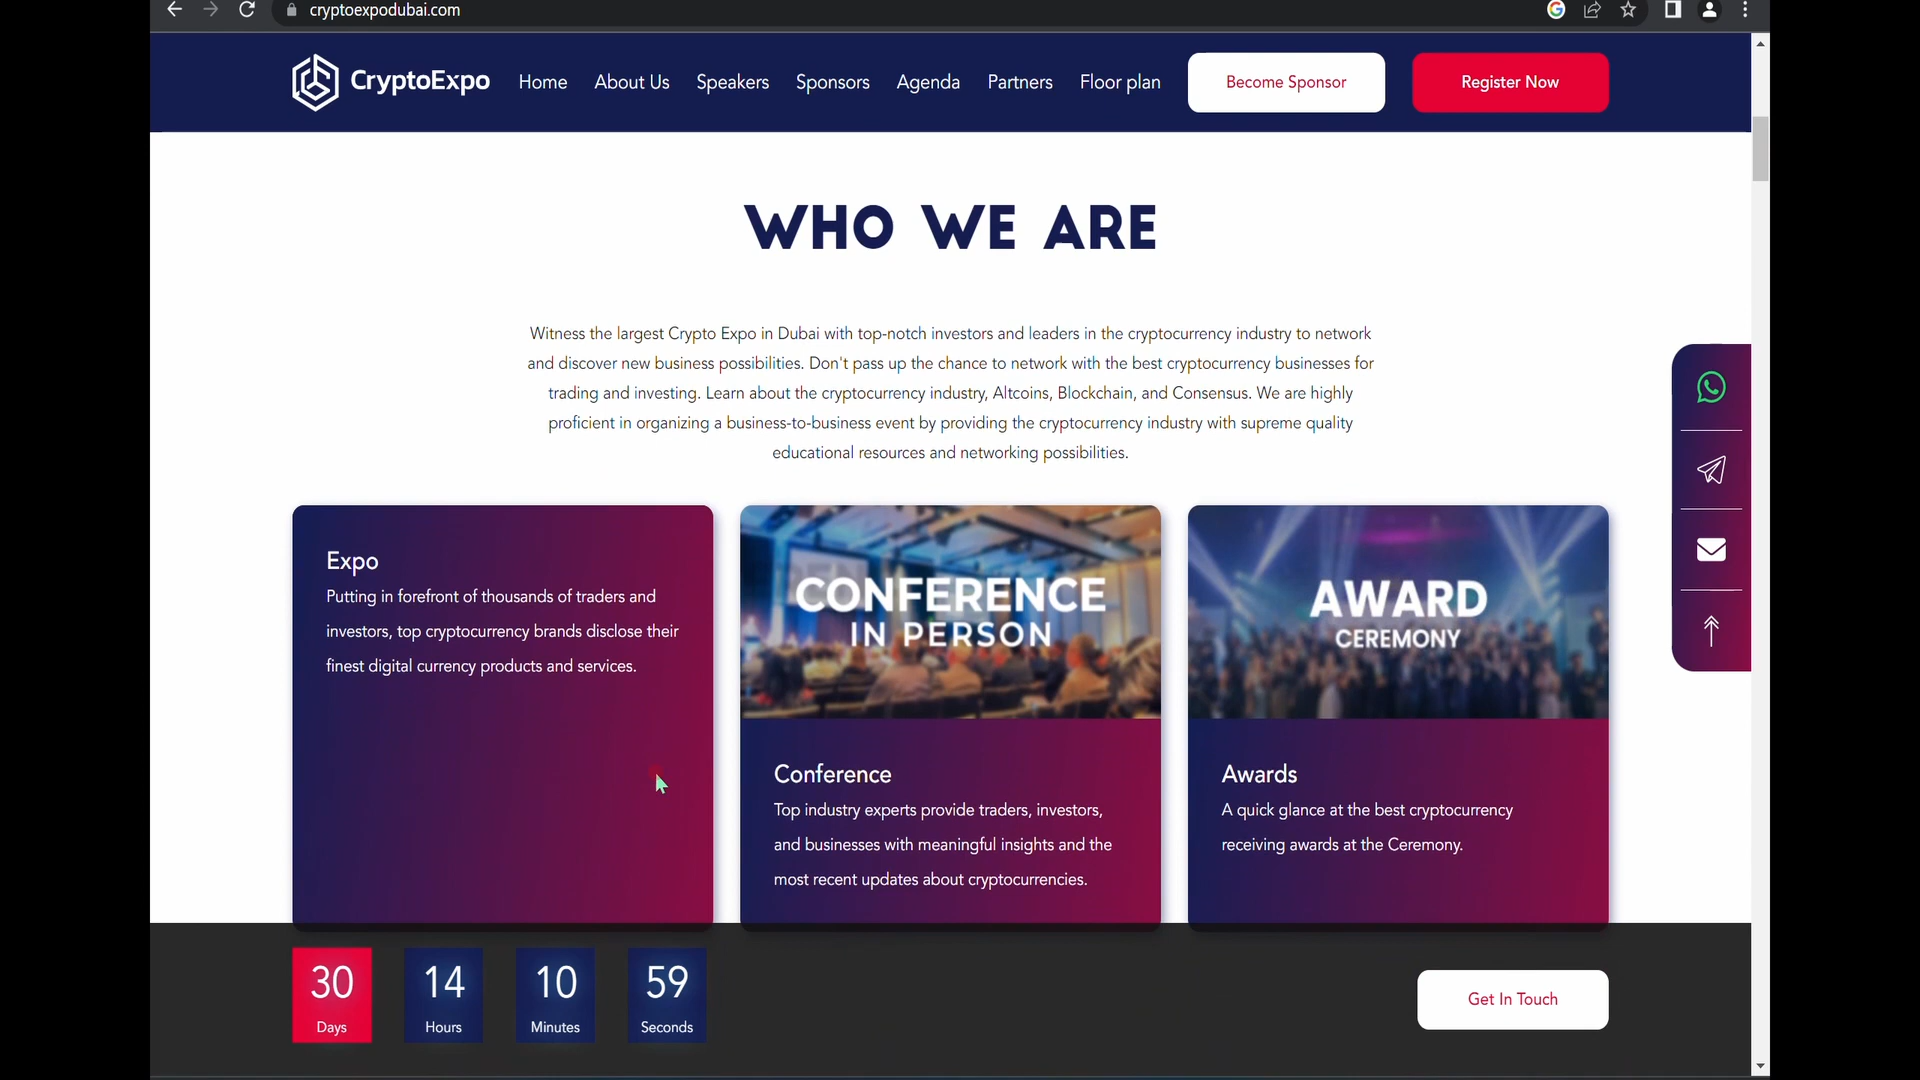 cryptoexpodubai.com
CryptoExpo Home About Us Speakers Sponsors Agenda Partners Floor plan Become Sponsor Register Now
WHO WE ARE
Witness the largest Crypto Expo in Dubai with top-notch investors and leaders in the cryptocurrency industry to network
and discover new business possibilities. Don't pass up the chance to network with the best cryptocurrency businesses for
trading and investing. Learn about the cryptocurrency industry, Altcoins, Blockchain, and Consensus. We are highly
proficient in organizing a business-to-business event by providing the cryptocurrency industry with supreme quality
educational resources and networking possibilities.
Expo
Putting in forefront of thousands of traders and
investors, top cryptocurrency brands disclose their
finest digital currency products and services.
CONFERENCE
IN PERSON
Conference
Top industry experts provide traders, investors,
and businesses with meaningful insights and the
most recent updates about cryptocurrencies.
AWARD
CEREMONY
Awards
A quick glance at the best cryptocurrency
receiving awards at the Ceremony.
30 14 10 59
Days Hours Minutes Seconds
Get In Touch